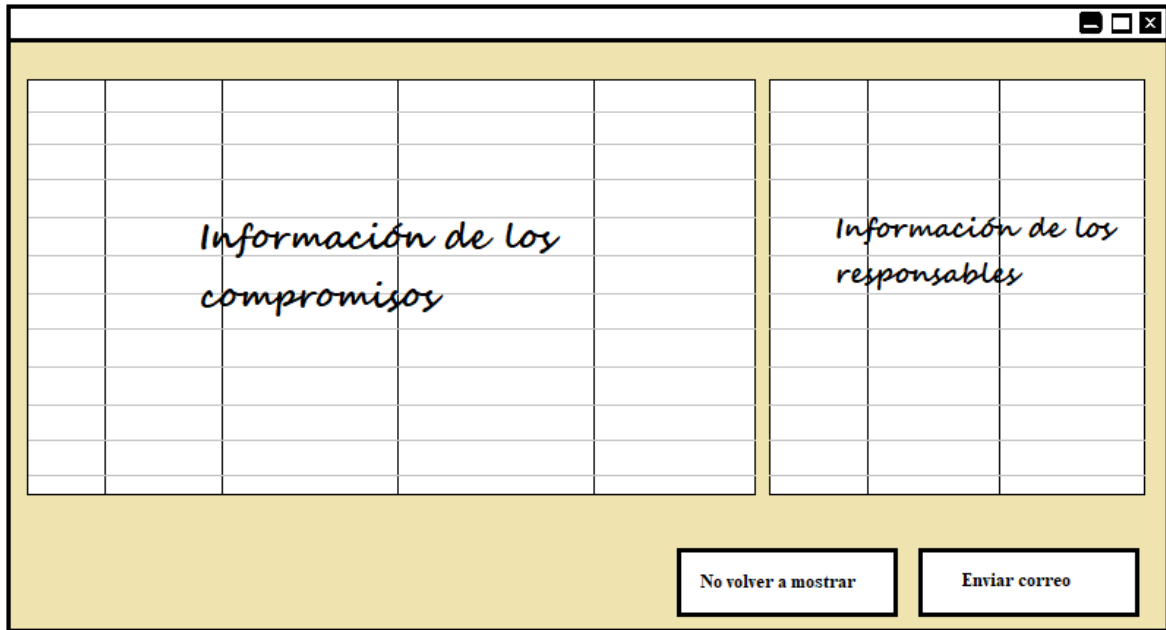 Información de los
compromisos
Información de los
responsables
No volver a mostrar
Enviar correo